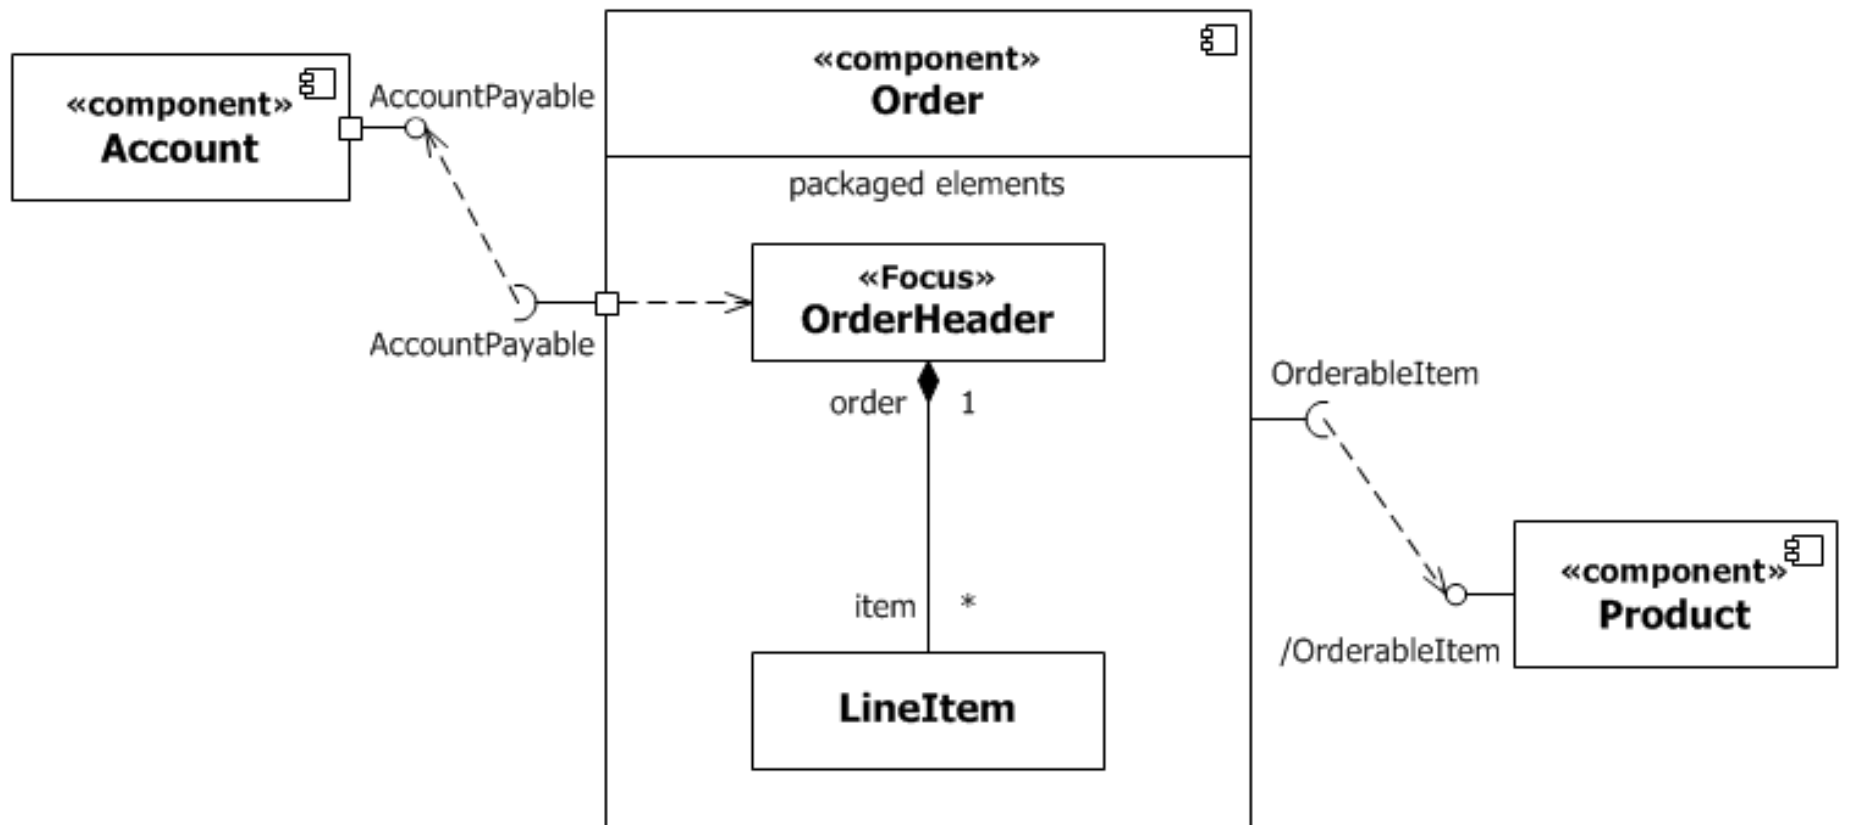 «component»
Account
AccountPayable
AccountPayable
«component»
Order
packaged elements
«Focus»
OrderHeader
order 1
item *
LineItem
OrderableItem
/OrderableItem
«component»
Product